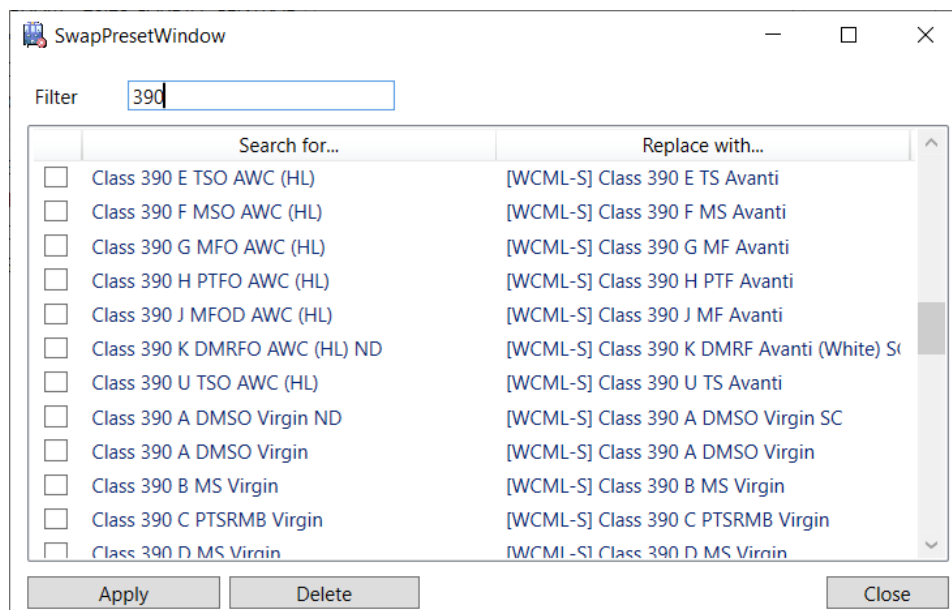 SwapPresetWindow
Filter 390
Search for... Replace with...
Class 390 E TSO AWC (HL) [WCML-S] Class 390 E TS Avanti
Class 390 F MSO AWC (HL) [WCML-S] Class 390 F MS Avanti
Class 390 G MFO AWC (HL) [WCML-S] Class 390 G MF Avanti
Class 390 H PTFO AWC (HL) [WCML-S] Class 390 H PTF Avanti
Class 390 J MFOD AWC (HL) [WCML-S] Class 390 J MF Avanti
Class 390 K DMRFO AWC (HL) ND [WCML-S] Class 390 K DMRF Avanti (White)
Class 390 U TSO AWC (HL) [WCML-S] Class 390 U TS Avanti
Class 390 A DMSO Virgin ND [WCML-S] Class 390 A DMSO Virgin SC
Class 390 A DMSO Virgin [WCML-S] Class 390 A DMSO Virgin
Class 390 B MS Virgin [WCML-S] Class 390 B MS Virgin
Class 390 C PTSRMB Virgin [WCML-S] Class 390 C PTSRMB Virgin
Class 390 D MS Virgin [WCML-S] Class 390 D MS Virgin
Apply Delete Close